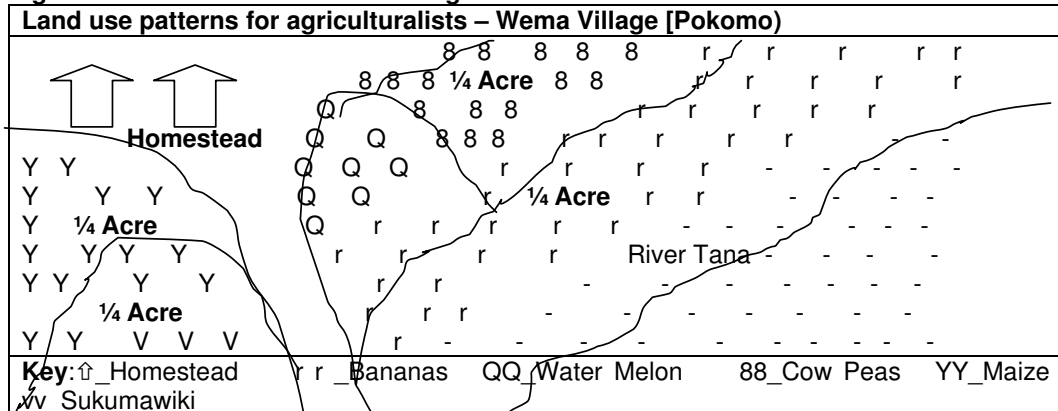 Land use patterns for agriculturalists – Wema Village [Pokomo)
8 8 8 8 8 r r r r r
8 8 8 ¼ Acre 8 8 r r r r r
Q 8 8 8 r r r r r
Homestead Q Q 8 8 8 r r r r r - -
Y Y Q Q Q r r r r - - - - -
Y Y Y Q Q r ¼ Acre r r - - - -
Y ¼ Acre Q r r r r r - - - - - -
Y Y Y Y r r r r River Tana - - - - -
Y Y Y Y r r - - - - - - -
¼ Acre r r r - - - - - - -
Y Y V V V r - - - - - - - - - -
Key:⇧_Homestead r r _Bananas QQ_Water Melon 88_Cow Peas YY_Maize
vv Sukumawiki